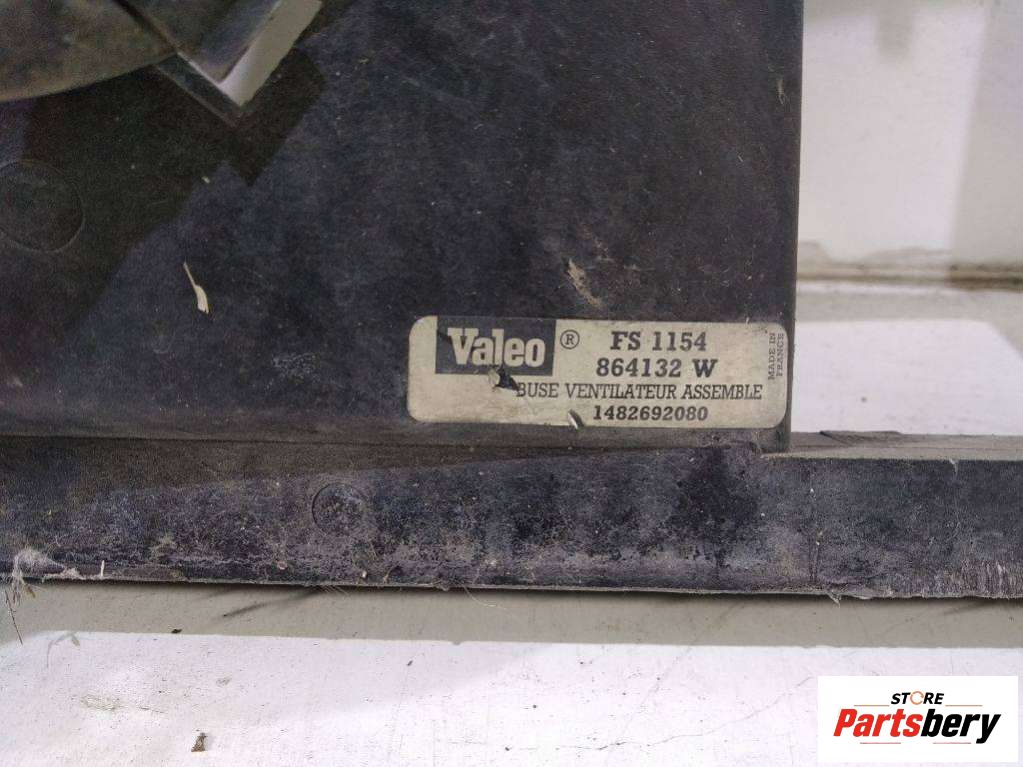 Valeo ® FS 1154
864132 W
BUSE VENTILATEUR ASSEMBLE
1482692080
MADE IN
FRANCE
STORE
Partsbery